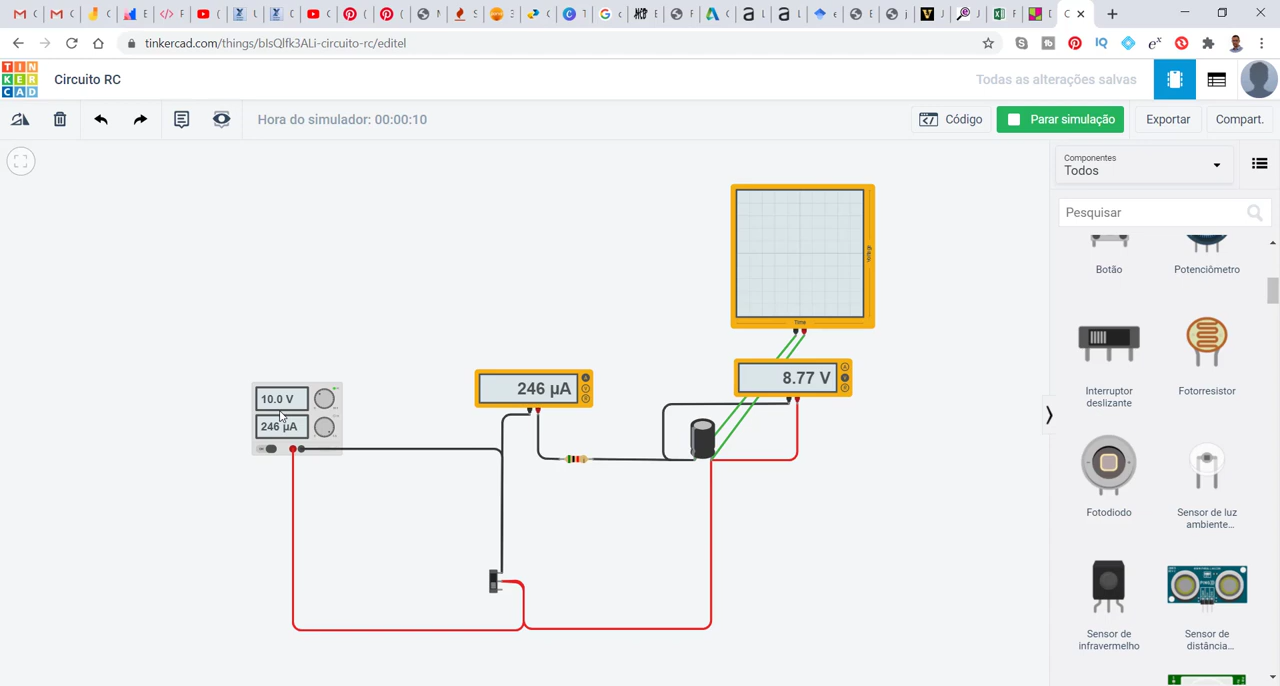 tinkercad.com/things/blsQlfk3ALi-circuito-rc/editel
TIN
KER
CAD
Circuito RC
Todas as alterações salvas
Hora do simulador: 00:00:10
Código
Parar simulação
Exportar
Compart.
Componentes
Todos
Pesquisar
Botão
Potenciômetro
Interruptor
deslizante
Fotorresistor
Fotodiodo
Sensor de luz
ambiente...
Sensor de
infravermelho
Sensor de
distância...
Time
246 µA
8.77 V
10.0 V
246 µA